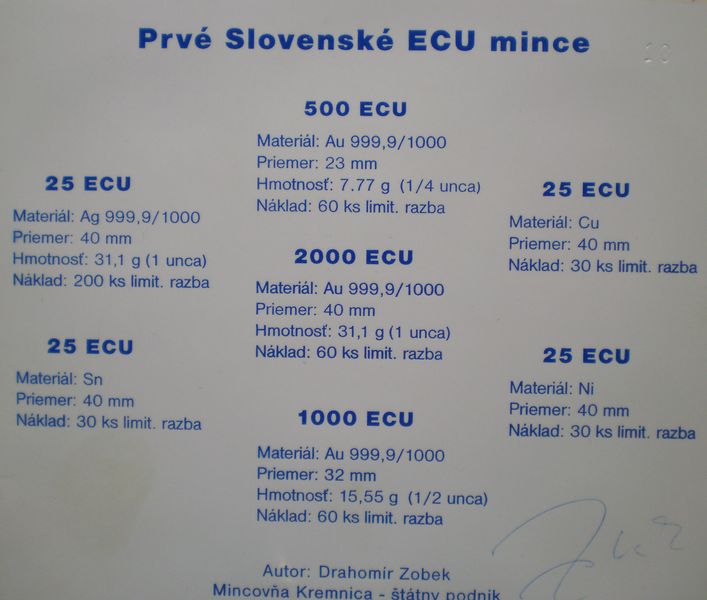 Prvé Slovenské ECU mince
500 ECU
Materiál: Au 999,9/1000
Priemer: 23 mm
Hmotnosť: 7.77 g (1/4 unca)
Náklad: 60 ks limit. razba
25 ECU
Materiál: Ag 999,9/1000
Priemer: 40 mm
Hmotnosť: 31,1 g (1 unca)
Náklad: 200 ks limit. razba
25 ECU
Materiál: Cu
Priemer: 40 mm
Náklad: 30 ks limit. razba
2000 ECU
Materiál: Au 999,9/1000
Priemer: 40 mm
Hmotnosť: 31,1 g (1 unca)
Náklad: 60 ks limit. razba
25 ECU
Materiál: Sn
Priemer: 40 mm
Náklad: 30 ks limit. razba
25 ECU
Materiál: Ni
Priemer: 40 mm
Náklad: 30 ks limit. razba
1000 ECU
Materiál: Au 999,9/1000
Priemer: 32 mm
Hmotnosť: 15,55 g (1/2 unca)
Náklad: 60 ks limit. razba
Autor: Drahomír Zobek
Mincovňa Kremnica - štátny podnik